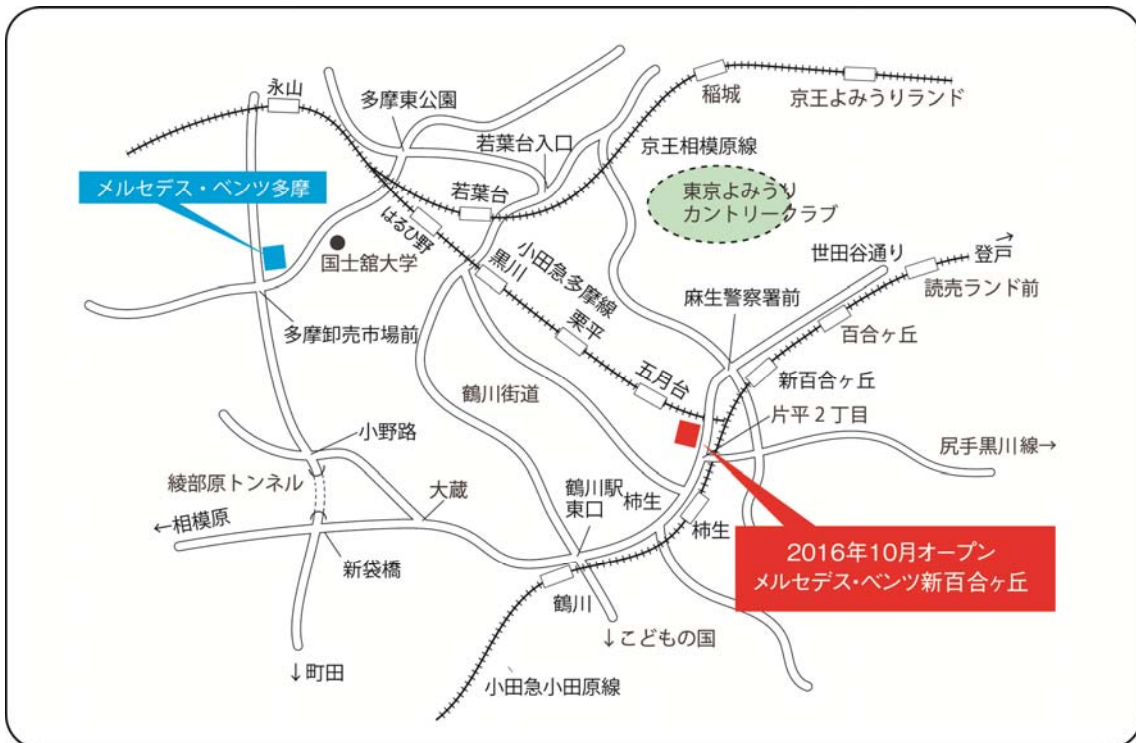 永山
多摩東公園
稲城
京王よみうりランド
若葉台入口
京王相模原線
メルセデス・ベンツ多摩
若葉台
東京よみうり
カントリークラブ
はるひ野
国士舘大学
黒川
小田急多摩線
世田谷通り
登戸
→
読売ランド前
麻生警察署前
多摩卸売市場前
栗平
百合ヶ丘
五月台
新百合ヶ丘
鶴川街道
片平2丁目
小野路
尻手黒川線→
綾部原トンネル
大蔵
鶴川駅
東口
柿生
←相模原
柿生
新袋橋
2016年10月オープン
メルセデス・ベンツ新百合ヶ丘
鶴川
↓こどもの国
↓町田
小田急小田原線